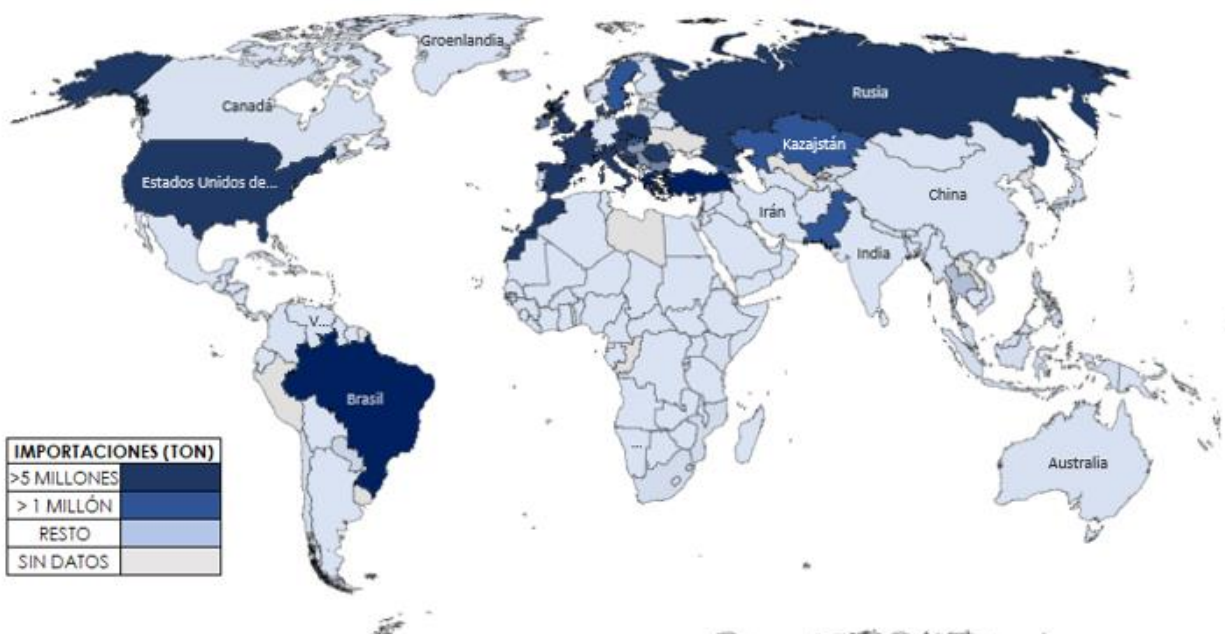 Groenlandia
Canadá
Rusia
Kazajstán
Estados Unidos de...
China
Irán
India
V...
Brasil
...
Australia
IMPORTACIONES (TON)
>5 MILLONES
> 1 MILLÓN
RESTO
SIN DATOS